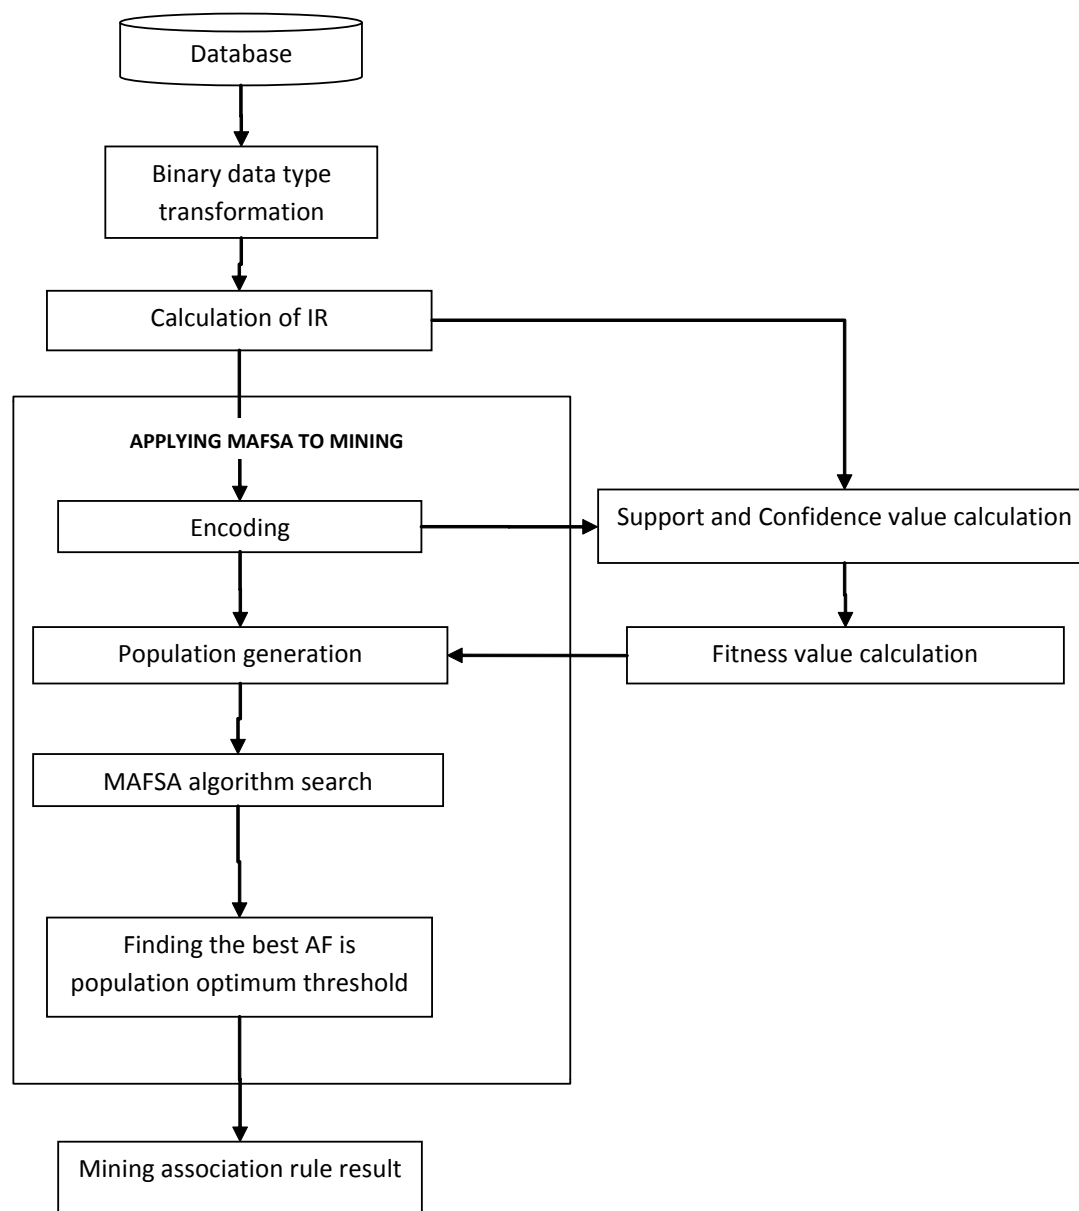 Database
Binary data type
transformation
Calculation of IR
APPLYING MAFSA TO MINING
Encoding
Support and Confidence value calculation
Population generation
Fitness value calculation
MAFSA algorithm search
Finding the best AF is
population optimum threshold
Mining association rule result